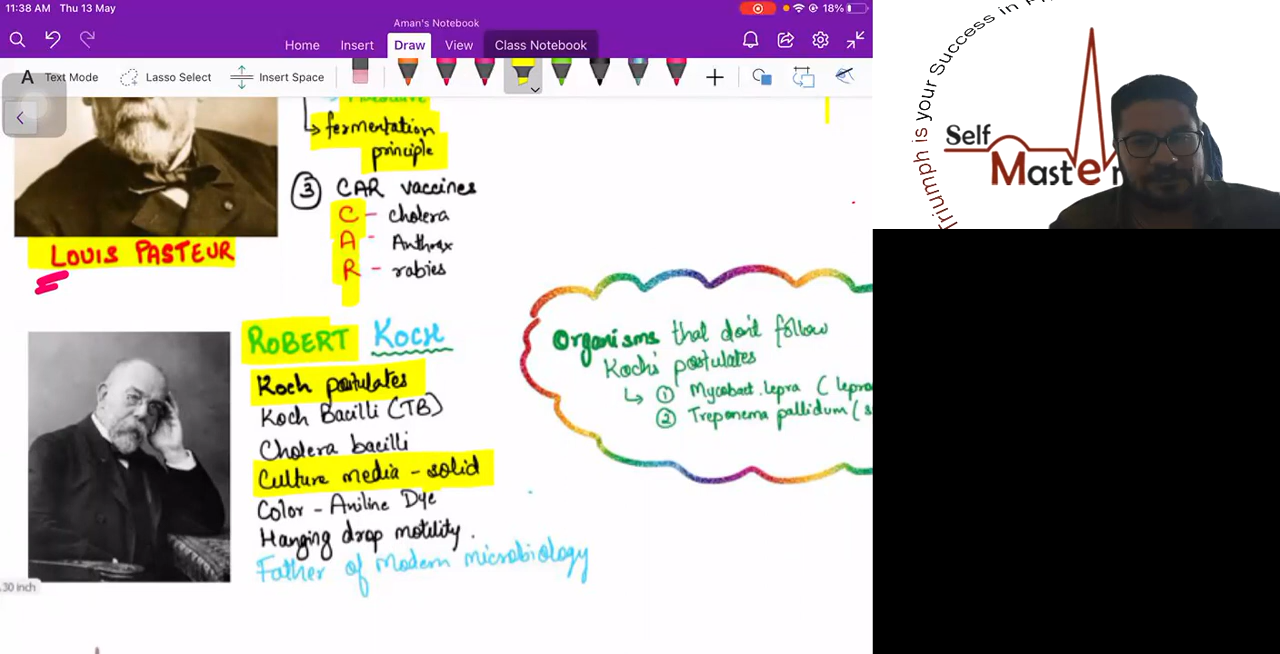 11:38 AM Thu 13 May
18%
Aman's Notebook
Home Insert Draw View Class Notebook
A Text Mode Lasso Select Insert Space
fermentation
principle
3 CAR vaccines
C - cholera
A - Anthrax
R - rabies
LOUIS PASTEUR
ROBERT KOCH
Koch postulates
Koch Bacilli (TB)
Cholera bacilli
Culture media - solid
Color - Aniline Dye
Hanging drop motility.
Father of Modern microbiology
.30 inch
Organisms that don't follow
Koch's postulates
↳ 1 Mycobact. lepra (lepro
2 Treponema pallidum (s
Triumph is your Success in
Self
Master